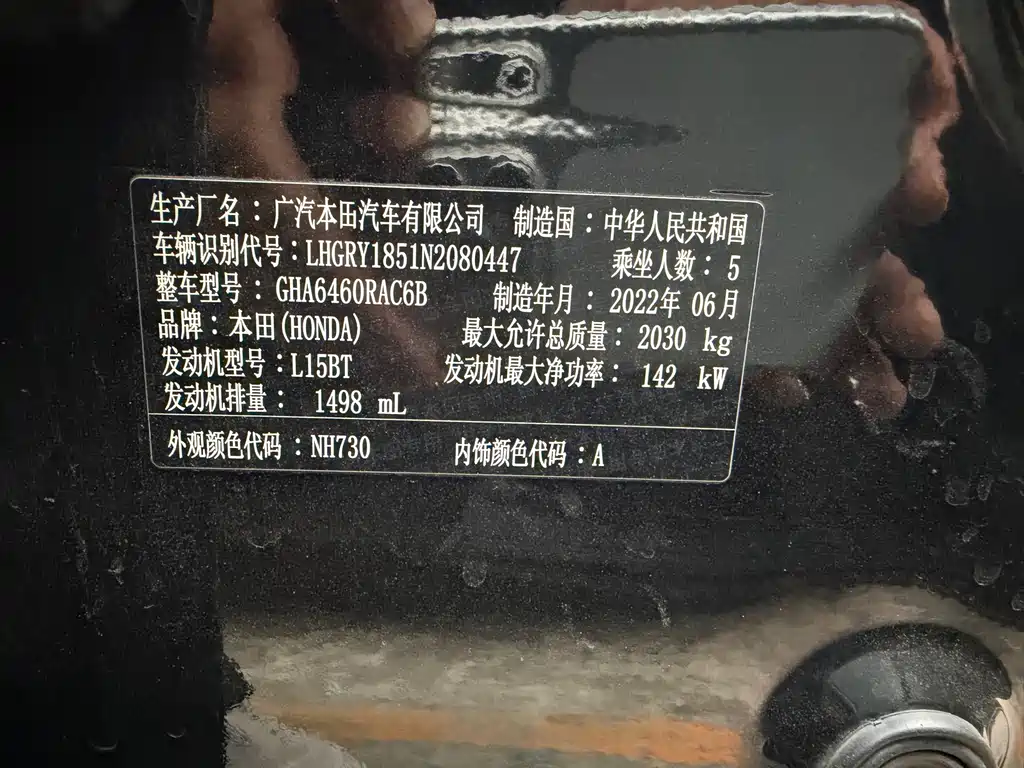 生产厂名：广汽本田汽车有限公司 制造国：中华人民共和国
车辆识别代号：LHGRY1851N2080447 乘坐人数：5
整车型号：GHA6460RAC6B 制造年月：2022年 06月
品牌：本田(HONDA) 最大允许总质量：2030 kg
发动机型号：L15BT 发动机最大净功率：142 kW
发动机排量：1498 mL
外观颜色代码：NH730 内饰颜色代码：A